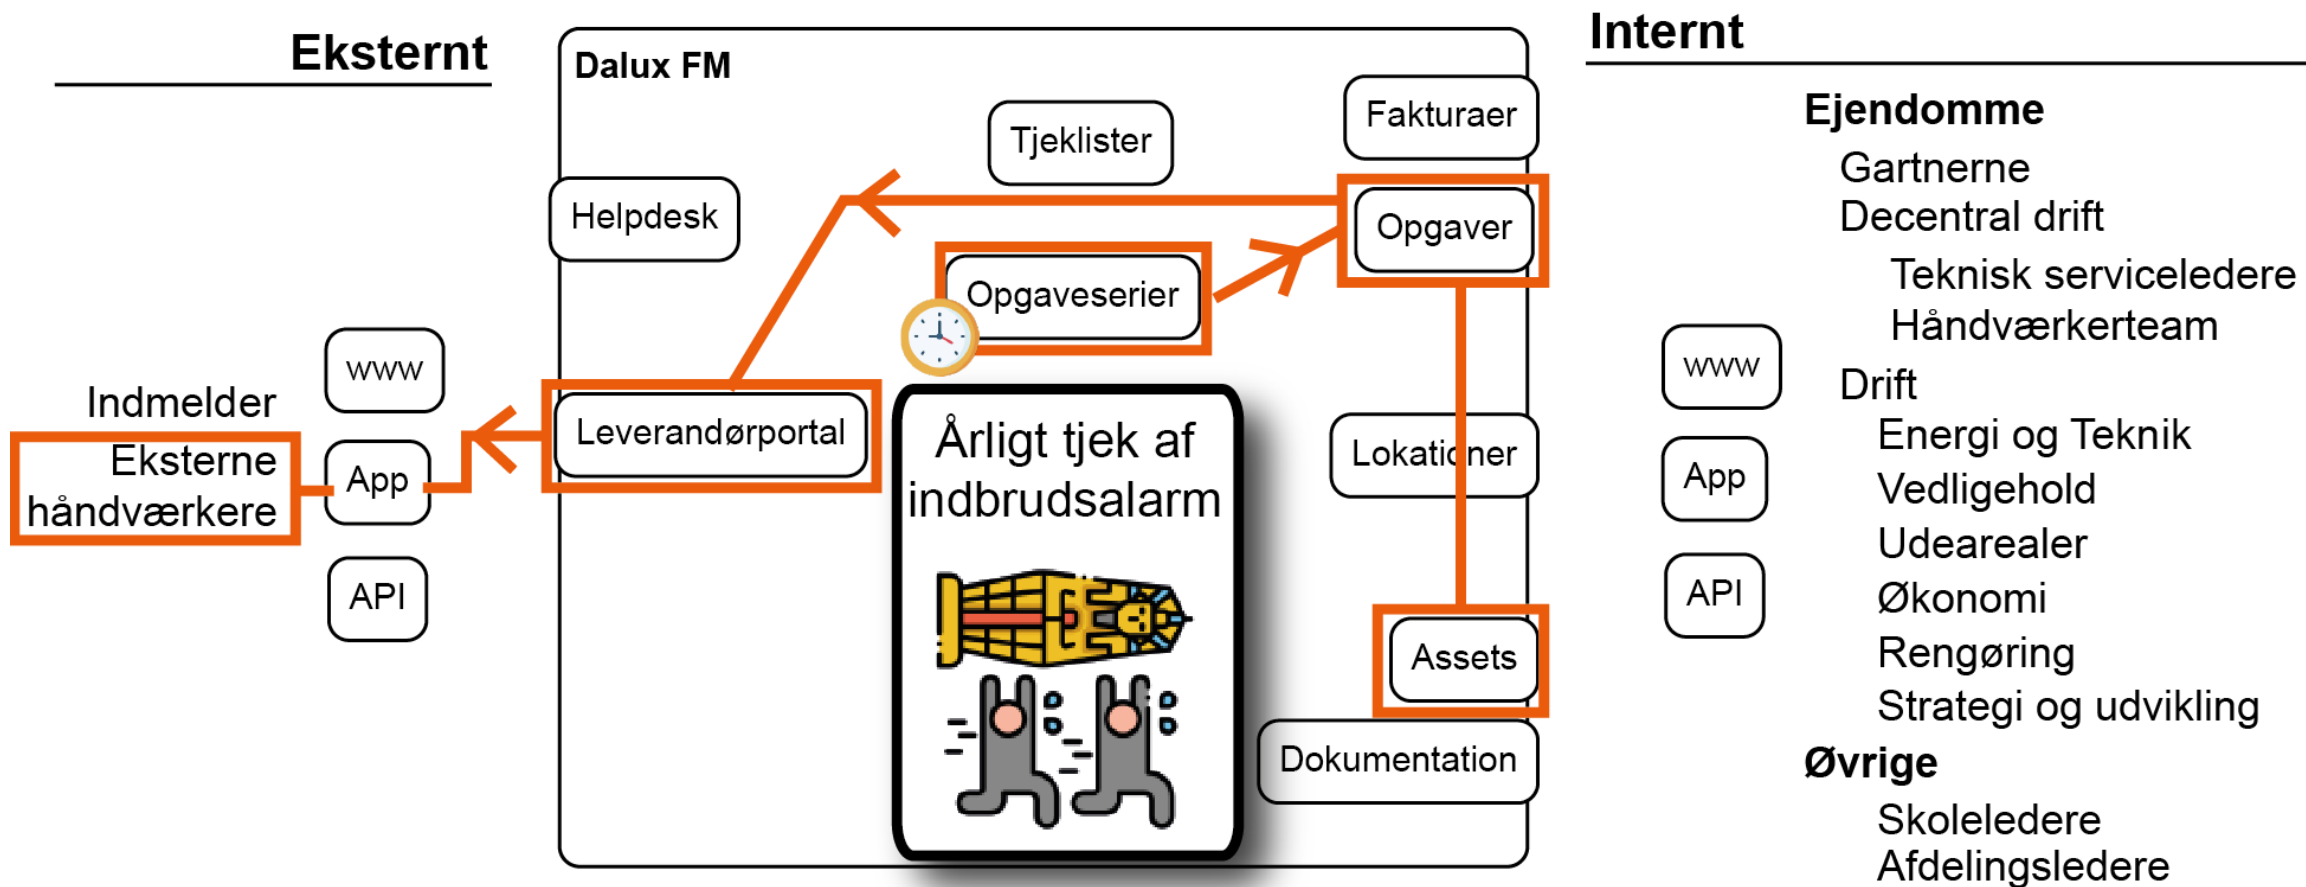 Eksternt
Indmelder
Eksterne
håndværkere
www
App
API
Dalux FM
Helpdesk
Tjeklister
Fakturaer
Opgaver
Opgaveserier
Leverandørportal
Årligt tjek af
indbrudsalarm
Lokationer
Assets
Dokumentation
Internt
www
App
API
Ejendomme
Gartnerne
Decentral drift
Teknisk serviceledere
Håndværkerteam
Drift
Energi og Teknik
Vedligehold
Udearealer
Økonomi
Rengøring
Strategi og udvikling
Øvrige
Skoleledere
Afdelingsledere